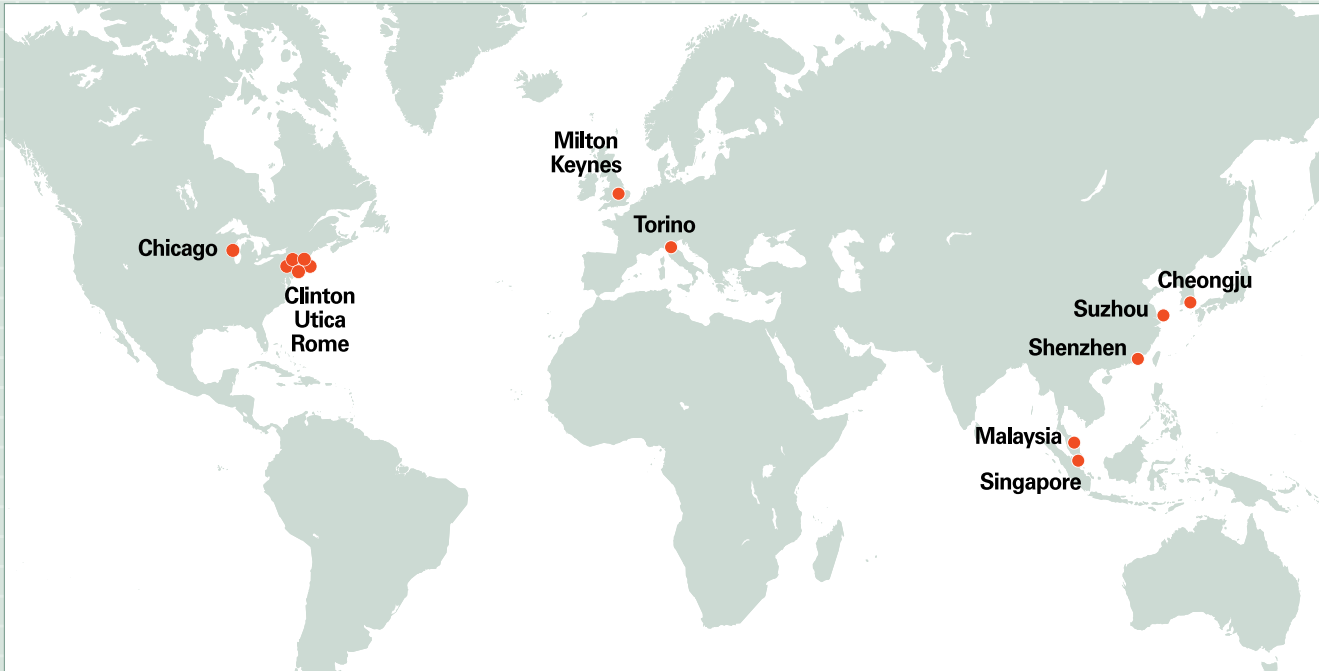 Milton
Keynes
Torino
Chicago
Clinton
Utica
Rome
Cheongju
Suzhou
Shenzhen
Malaysia
Singapore